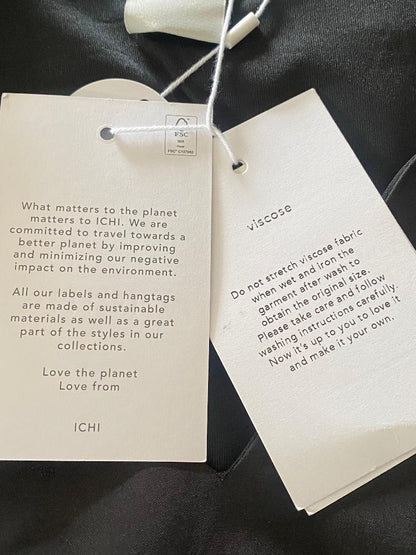 FSC
MIX
What matters to the planet
matters to ICHI. We are
committed to travel towards a
better planet by improving
and minimizing our negative
impact on the environment.
All our labels and hangtags
are made of sustainable
materials as well as a great
part of the styles in our
collections.
Love the planet
Love from
ICHI
viscose
Do not stretch viscose fabric
when wet and iron the
garment after wash to
obtain the original size.
Please take care and follow
washing instructions carefully.
Now it's up to you to love it
and make it your own.